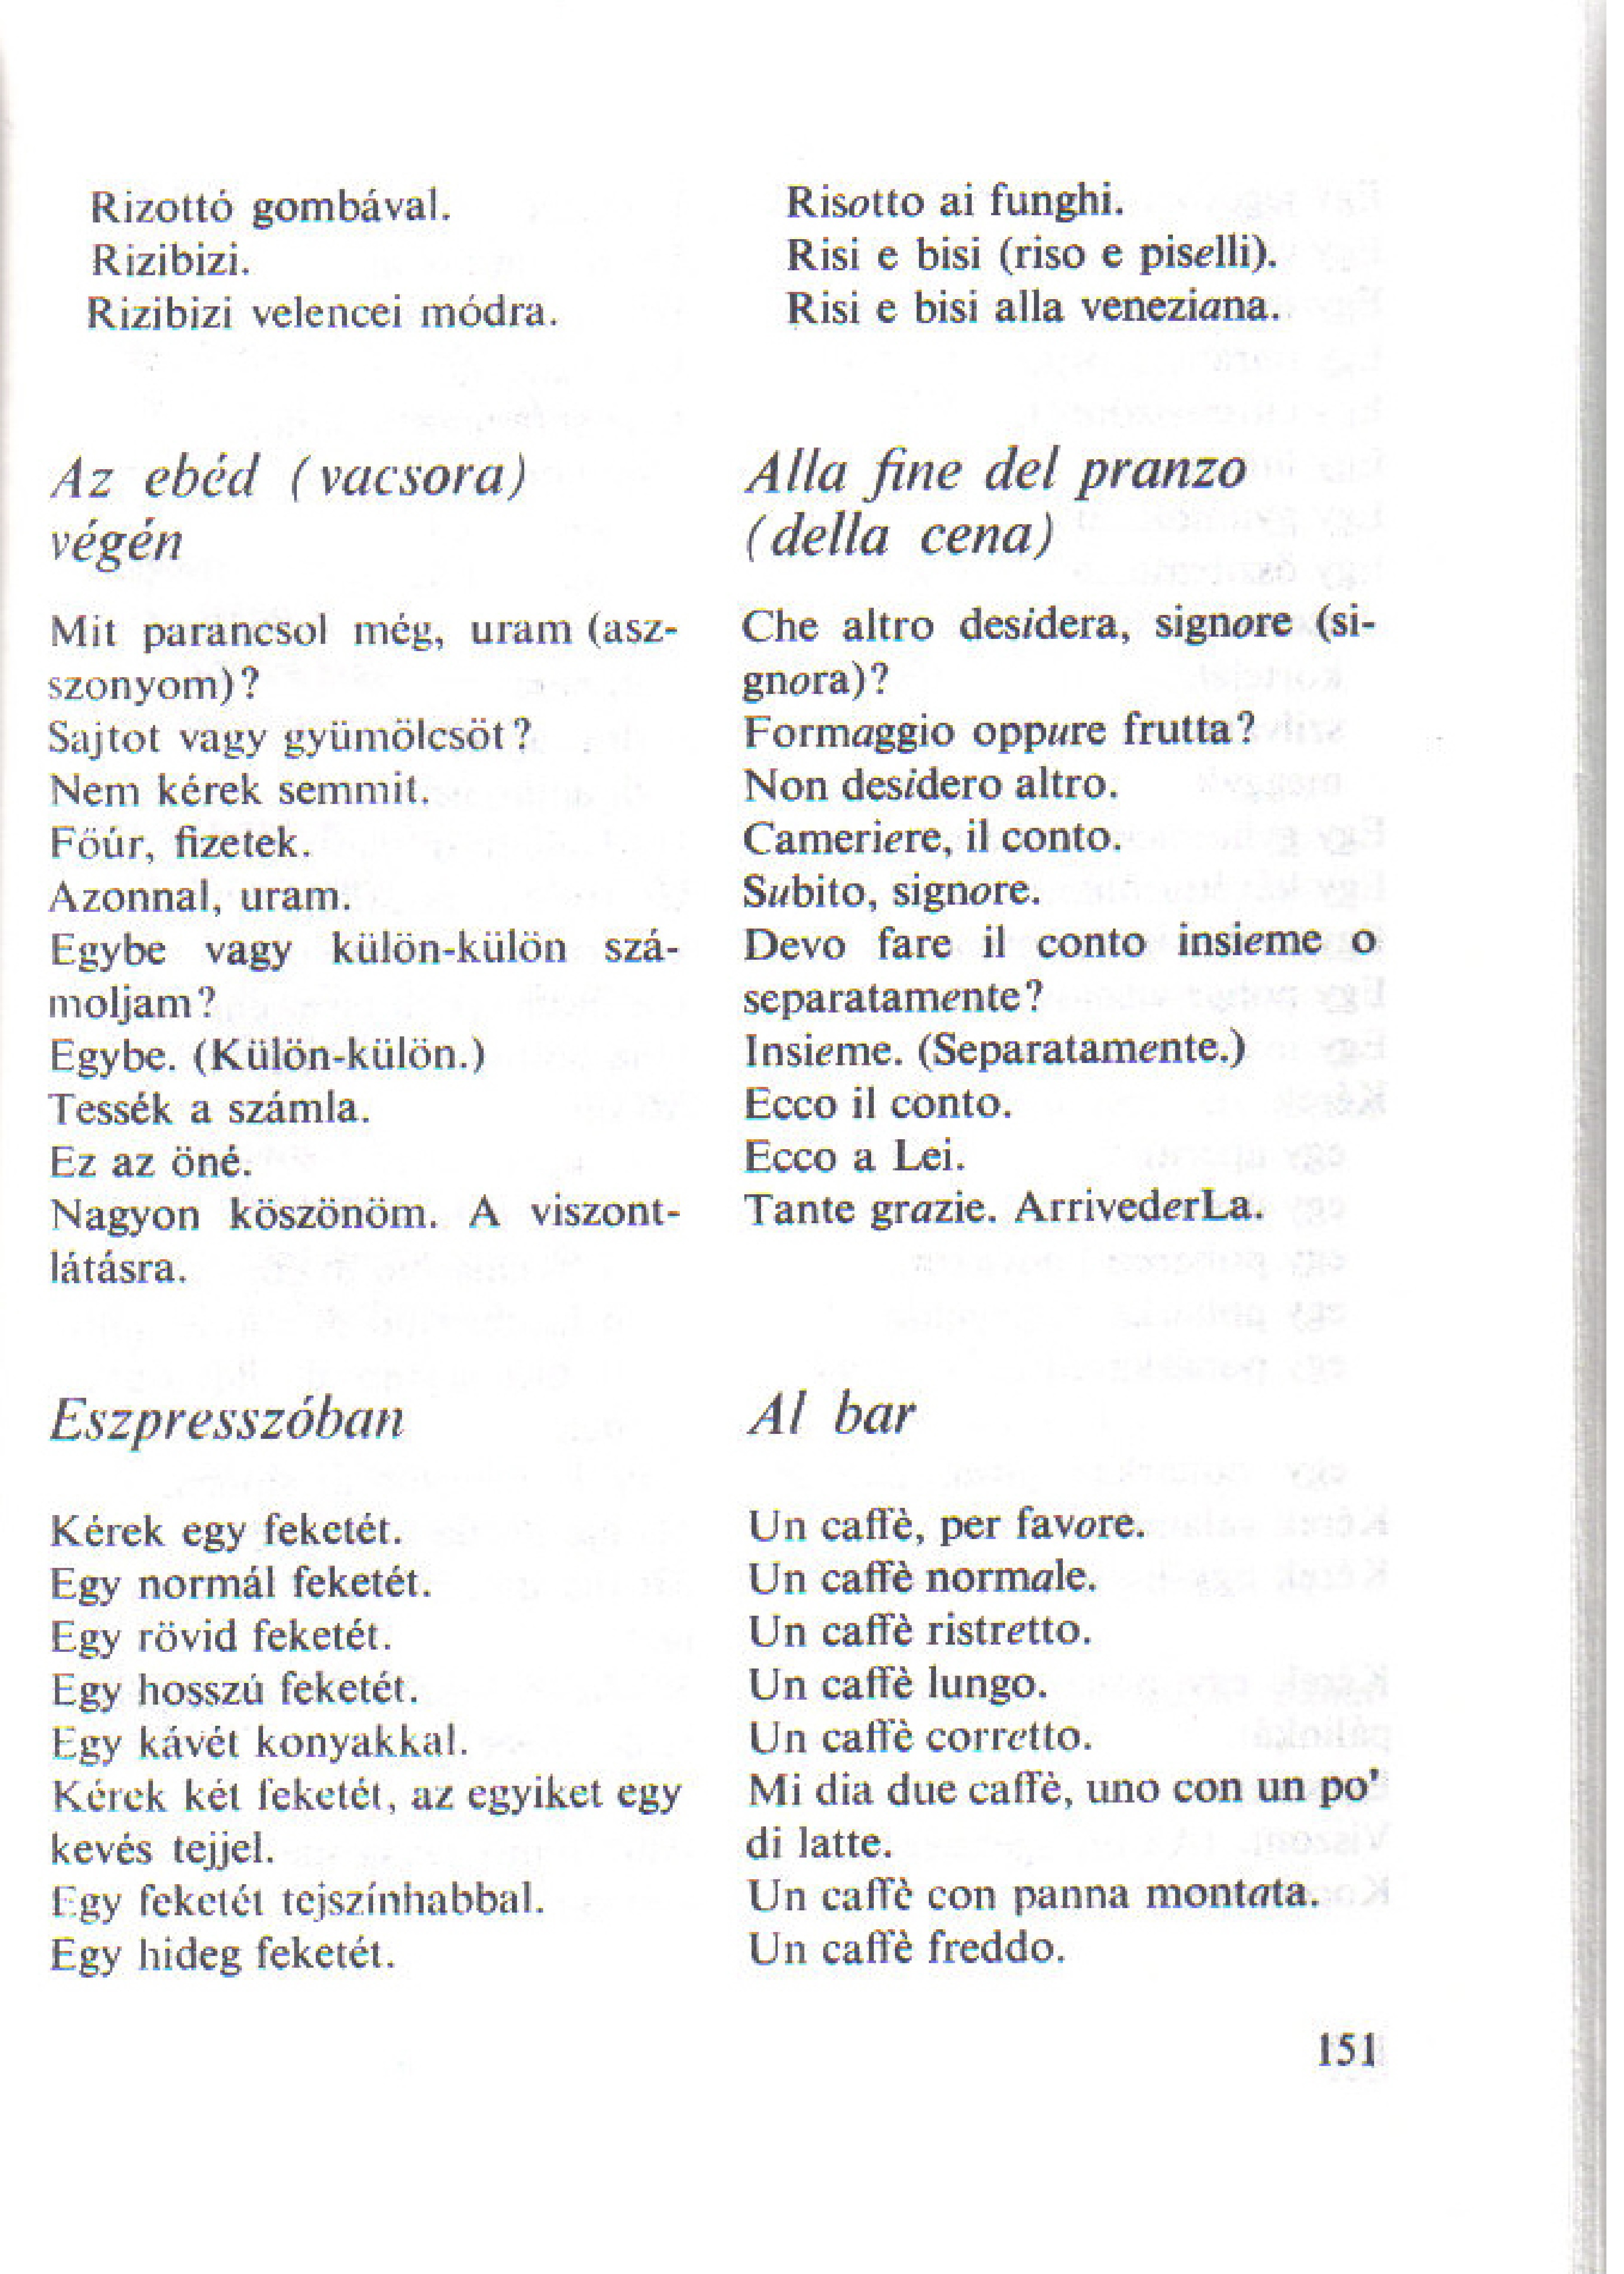 Rizottó gombával.
Rizibizi.
Rizibizi velencei módra.
Az ebéd (vacsora)
végén
Mit parancsol még, uram (asz-
szonyom)?
Sajtot vagy gyümölcsöt?
Nem kérek semmit.
Főúr, fizetek.
Azonnal, uram.
Egybe vagy külön-külön szá-
moljam?
Egybe. (Külön-külön.)
Tessék a számla.
Ez az öné.
Nagyon köszönöm. A viszont-
látásra.
Eszpresszóban
Kérek egy feketét.
Egy normál feketét.
Egy rövid feketét.
Egy hosszú feketét.
Egy kávét konyakkal.
Kérek két feketét, az egyiket egy
kevés tejjel.
Egy feketét tejszínhabbal.
Egy hideg feketét.
Risotto ai funghi.
Risi e bisi (riso e piselli).
Risi e bisi alla veneziana.
Alla fine del pranzo
(della cena)
Che altro desidera, signore (si-
gnora)?
Formaggio oppure frutta?
Non desidero altro.
Cameriere, il conto.
Subito, signore.
Devo fare il conto insieme o
separatamente?
Insieme. (Separatamente.)
Ecco il conto.
Ecco a Lei.
Tante grazie. ArrivederLa.
Al bar
Un caffè, per favore.
Un caffè normale.
Un caffè ristretto.
Un caffè lungo.
Un caffè corretto.
Mi dia due caffè, uno con un po'
di latte.
Un caffè con panna montata.
Un caffè freddo.
151